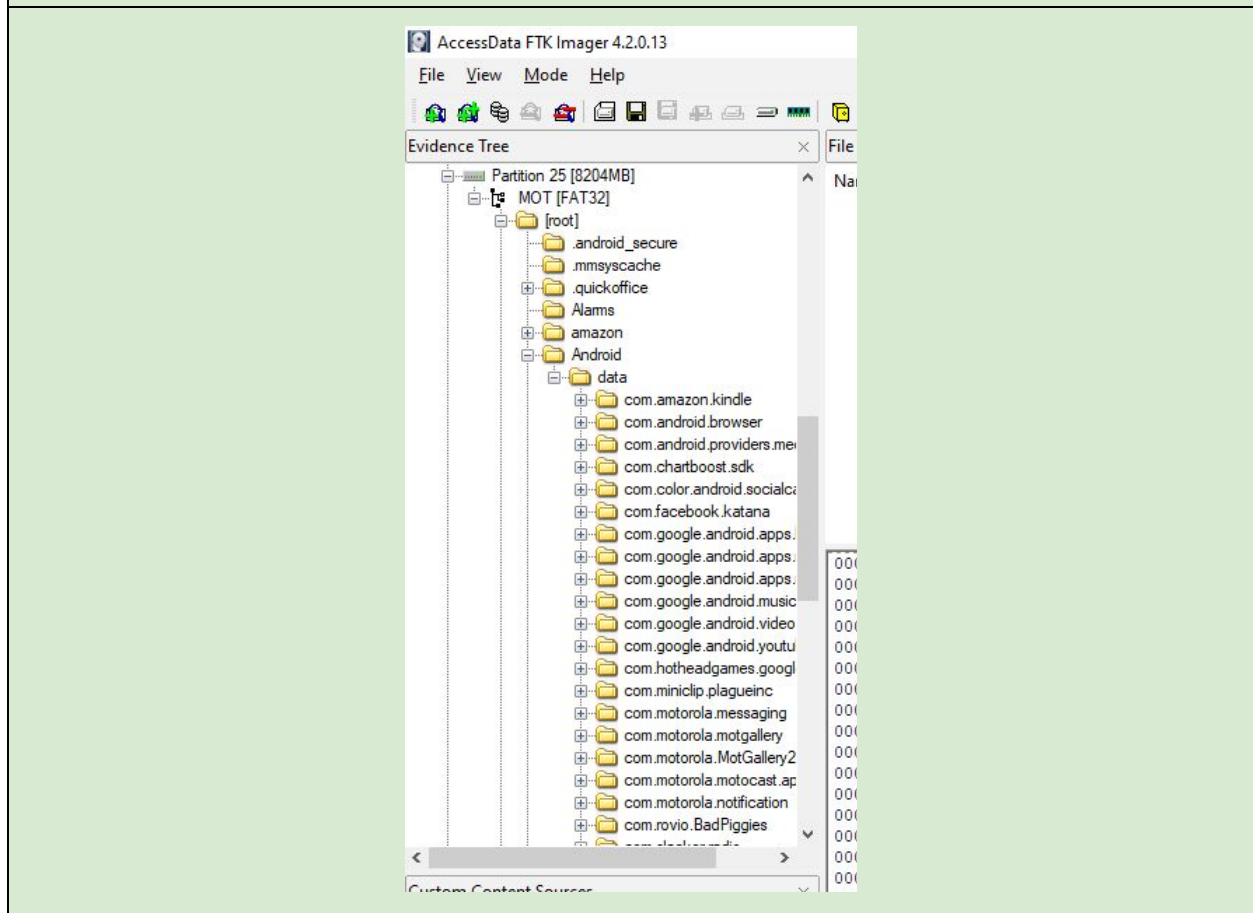 AccessData FTK Imager 4.2.0.13
File View Mode Help
Evidence Tree
File
Partition 25 [8204MB]
MOT [FAT32]
[root]
.android_secure
.mmsyscache
.quickoffice
Alarms
amazon
Android
data
com.amazon.kindle
com.android.browser
com.android.providers.me
com.chartboost.sdk
com.color.android.socialca
com.facebook.katana
com.google.android.apps.
com.google.android.apps.
com.google.android.apps.
com.google.android.music
com.google.android.video
com.google.android.youtu
com.hotheadgames.googl
com.miniclip.plagueinc
com.motorola.messaging
com.motorola.motgallery
com.motorola.MotGallery2
com.motorola.motocast.ap
com.motorola.notification
com.rovio.BadPiggies
Custom Content Sources